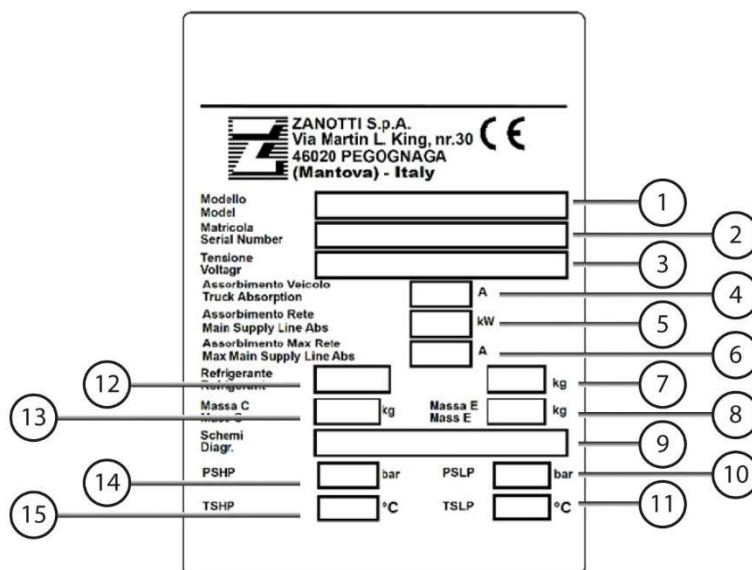 ZANOTTI S.p.A.
Via Martin L. King, nr.30 CE
46020 PEGOGNAGA
(Mantova) - Italy
Modello
Model
1
Matricola
Serial Number
2
Tensione
Voltagr
3
Assorbimento Veicolo
Truck Absorption
A
4
Assorbimento Rete
Main Supply Line Abs
kW
5
Assorbimento Max Rete
Max Main Supply Line Abs
A
6
12
Refrigerante
Refrigerant
kg
7
13
Massa C
Mass C
kg
Massa E
Mass E
kg
8
Schemi
Diagr.
9
14
PSHP
bar
PSLP
bar
10
15
TSHP
°C
TSLP
°C
11